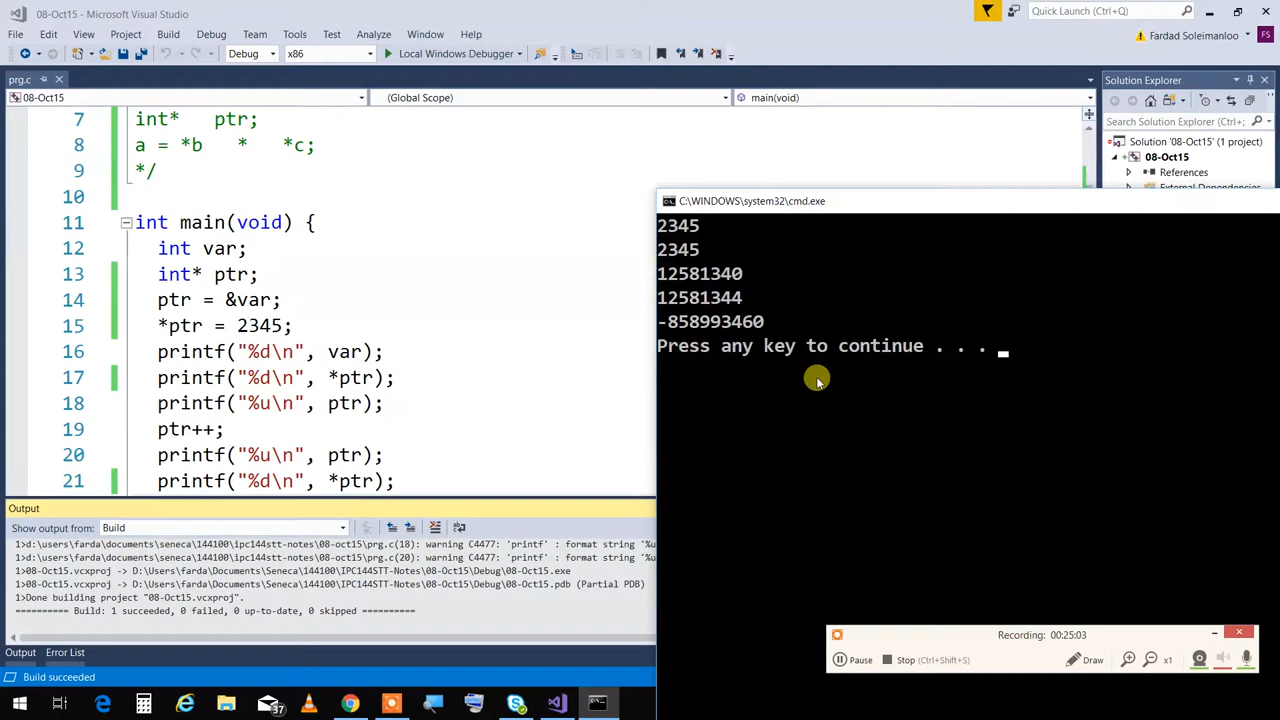 08-Oct15 - Microsoft Visual Studio
Quick Launch (Ctrl+Q)
File Edit View Project Build Debug Team Tools Test Analyze Window Help
Fardad Soleimanloo FS
Debug x86 Local Windows Debugger
prg.c
Solution Explorer
08-Oct15 (Global Scope) main(void)
Search Solution Explorer (Ctrl+;
Solution '08-Oct15' (1 project)
08-Oct15
References
External Dependencies
7 int* ptr;
8 a = *b * *c;
9 */
10
11 int main(void) {
12 int var;
13 int* ptr;
14 ptr = &var;
15 *ptr = 2345;
16 printf("%d\n", var);
17 printf("%d\n", *ptr);
18 printf("%u\n", ptr);
19 ptr++;
20 printf("%u\n", ptr);
21 printf("%d\n", *ptr);
C:\WINDOWS\system32\cmd.exe
2345
2345
12581340
12581344
-858993460
Press any key to continue . . .
Output
Show output from: Build
1>d:\users\farda\documents\seneca\144100\ipc144stt-notes\08-oct15\prg.c(18): warning C4477: 'printf' : format string '%u
1>d:\users\farda\documents\seneca\144100\ipc144stt-notes\08-oct15\prg.c(20): warning C4477: 'printf' : format string '%u
1>08-Oct15.vcxproj -> D:\Users\farda\Documents\Seneca\144100\IPC144STT-Notes\08-Oct15\Debug\08-Oct15.exe
1>08-Oct15.vcxproj -> D:\Users\farda\Documents\Seneca\144100\IPC144STT-Notes\08-Oct15\Debug\08-Oct15.pdb (Partial PDB)
1>Done building project "08-Oct15.vcxproj".
========== Build: 1 succeeded, 0 failed, 0 up-to-date, 0 skipped ==========
Output Error List
Build succeeded
Recording: 00:25:03
Pause Stop (Ctrl+Shift+S) Draw x1
37